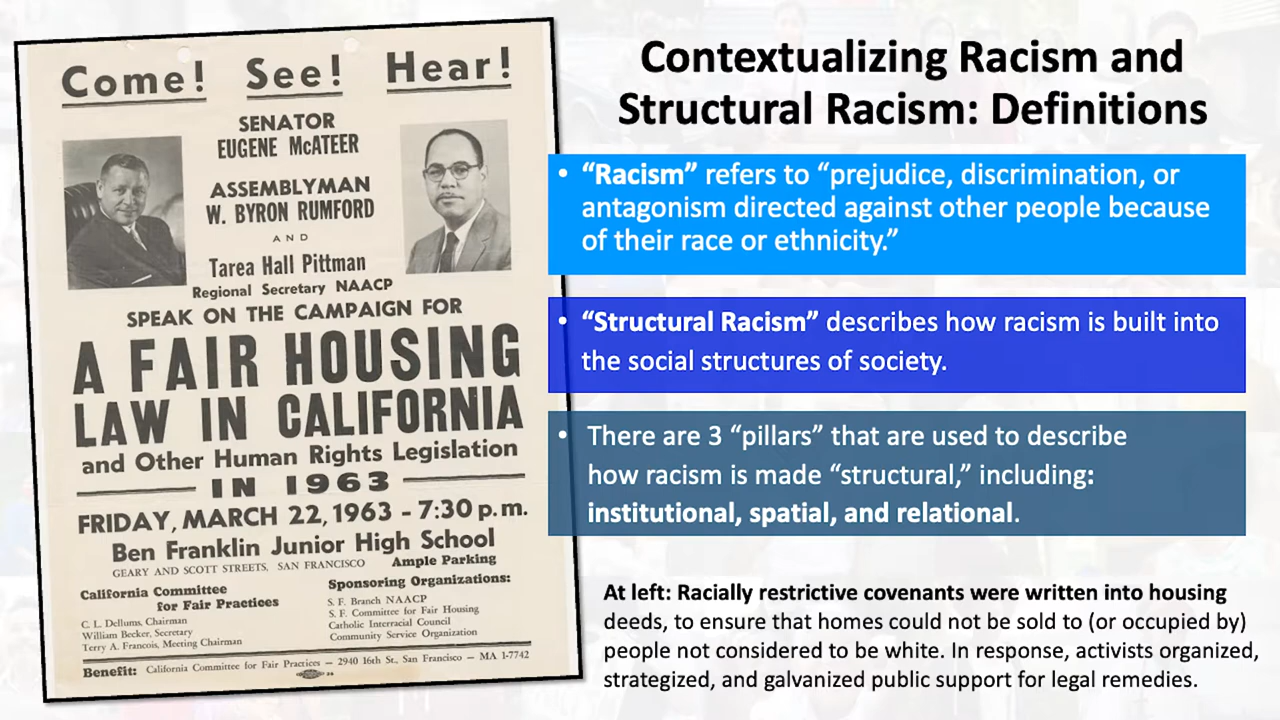 Come! See! Hear!
SENATOR
EUGENE McATEER
ASSEMBLYMAN
W. BYRON RUMFORD
AND
Tarea Hall Pittman
Regional Secretary NAACP
SPEAK ON THE CAMPAIGN FOR
A FAIR HOUSING
LAW IN CALIFORNIA
and Other Human Rights Legislation
IN 1963
FRIDAY, MARCH 22, 1963 - 7:30 p.m.
Ben Franklin Junior High School
GEARY AND SCOTT STREETS, SAN FRANCISCO Ample Parking
California Committee
for Fair Practices
C. L. Dellums, Chairman
William Becker, Secretary
Terry A. Francois, Meeting Chairman
Sponsoring Organizations:
S. F. Branch NAACP
S. F. Committee for Fair Housing
Catholic Interracial Council
Community Service Organization
Benefit: California Committee for Fair Practices — 2940 16th St., San Francisco — MA 1-7742
Contextualizing Racism and
Structural Racism: Definitions
• “Racism” refers to “prejudice, discrimination, or
antagonism directed against other people because
of their race or ethnicity.”
• “Structural Racism” describes how racism is built into
the social structures of society.
• There are 3 “pillars” that are used to describe
how racism is made “structural,” including:
institutional, spatial, and relational.
At left: Racially restrictive covenants were written into housing
deeds, to ensure that homes could not be sold to (or occupied by)
people not considered to be white. In response, activists organized,
strategized, and galvanized public support for legal remedies.